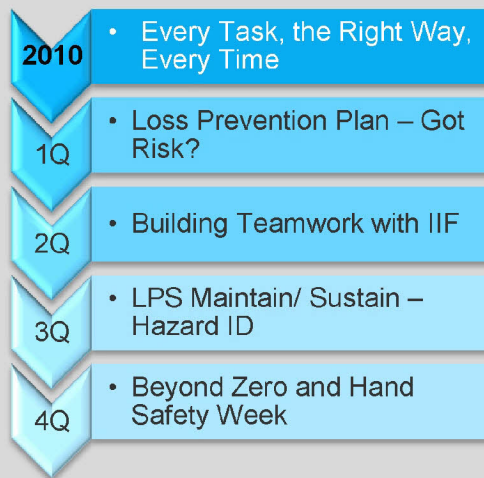 2010
• Every Task, the Right Way,
Every Time
1Q
• Loss Prevention Plan – Got
Risk?
2Q
• Building Teamwork with IIF
3Q
• LPS Maintain/ Sustain –
Hazard ID
4Q
• Beyond Zero and Hand
Safety Week